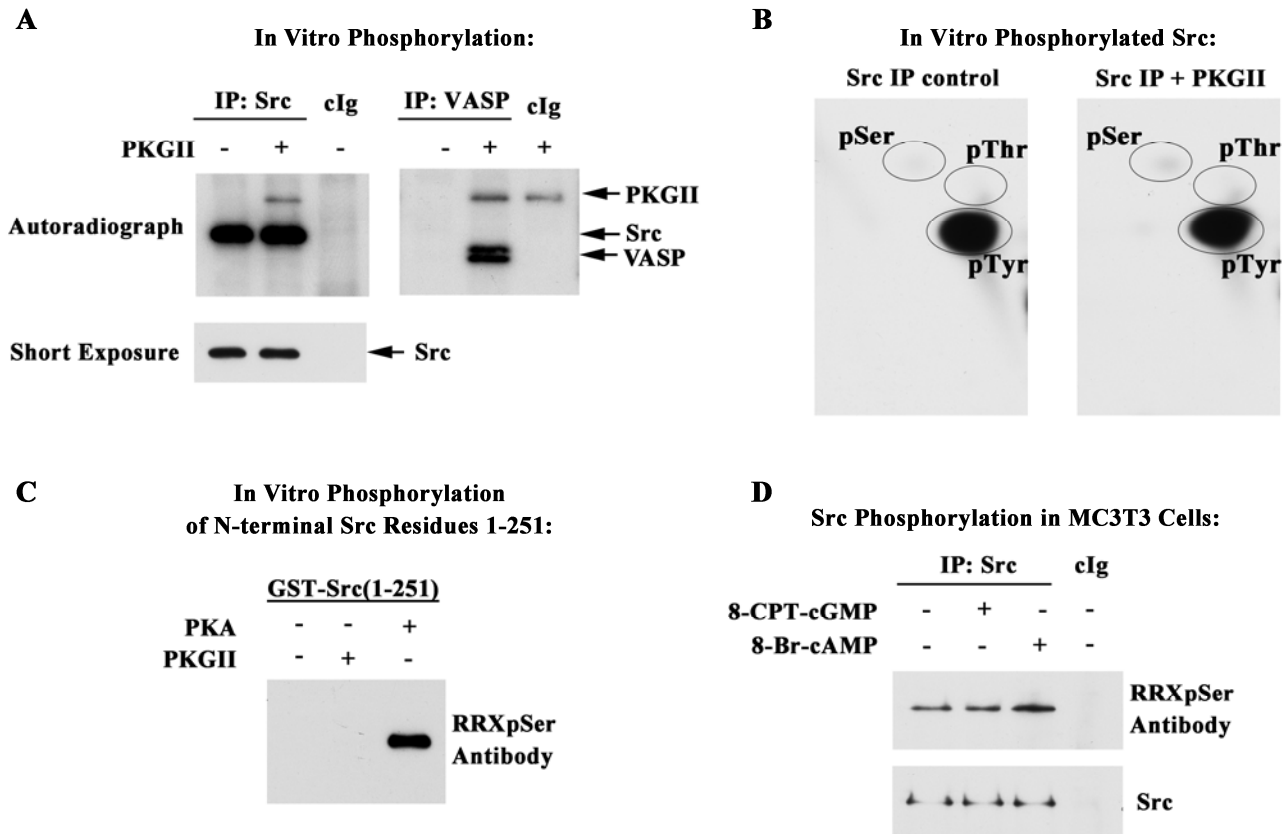 A
In Vitro Phosphorylation:
IP: Src cIg IP: VASP cIg
PKGII - + - - + +
Autoradiograph
PKGII
Src
VASP
Short Exposure
Src
B
In Vitro Phosphorylated Src:
Src IP control Src IP + PKGII
pSer pThr pSer pThr
pTyr pTyr
C
In Vitro Phosphorylation
of N-terminal Src Residues 1-251:
GST-Src(1-251)
PKA - - +
PKGII - + -
RRXpSer
Antibody
D
Src Phosphorylation in MC3T3 Cells:
IP: Src cIg
8-CPT-cGMP - + - -
8-Br-cAMP - - + -
RRXpSer
Antibody
Src